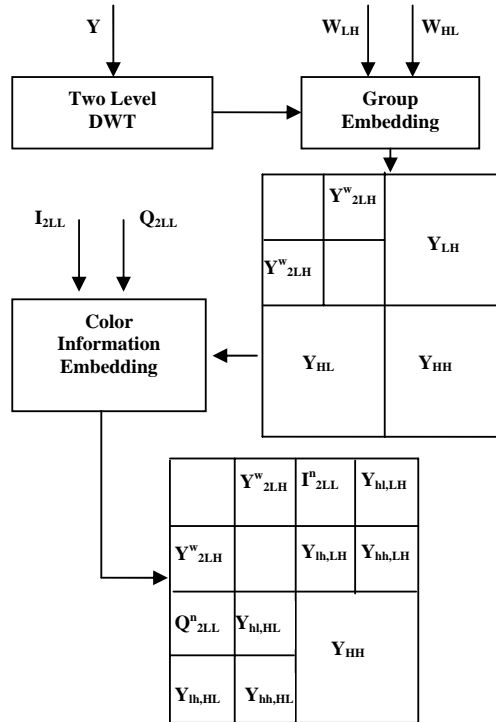 Y
W_LH W_HL
Two Level
DWT
Group
Embedding
Y^w_2LH
Y_LH
Y^w_2LH
I_2LL Q_2LL
Color
Information
Embedding
Y_HL Y_HH
Y^w_2LH I^n_2LL Y_hl,LH
Y^w_2LH Y_lh,LH Y_hh,LH
Q^n_2LL Y_hl,HL
Y_HH
Y_lh,HL Y_hh,HL